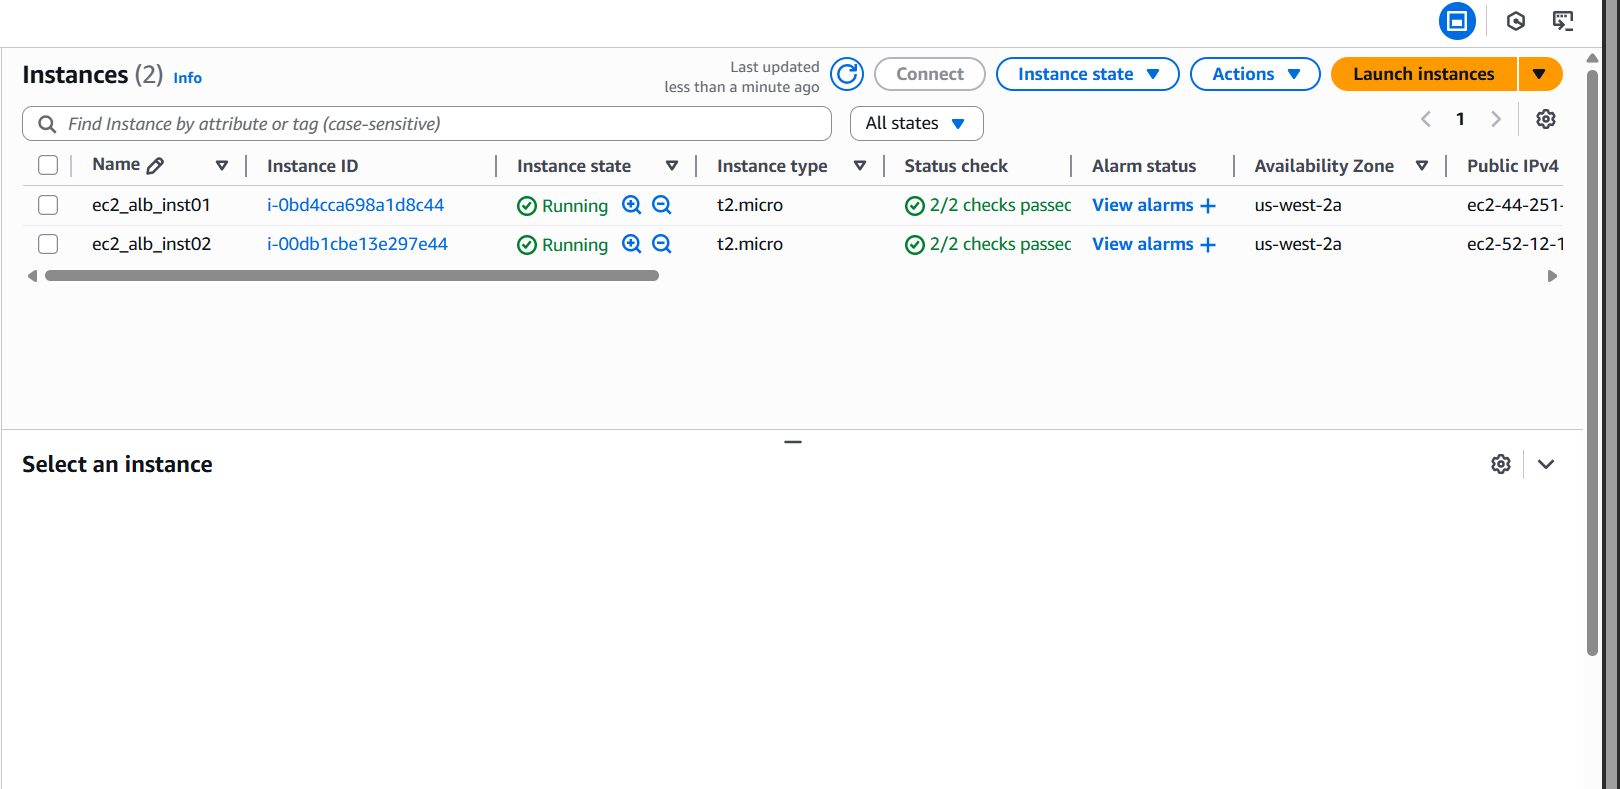 Instances (2) Info
Last updated
less than a minute ago
Connect
Instance state
Actions
Launch instances
Find Instance by attribute or tag (case-sensitive)
All states
1
Name Instance ID Instance state Instance type Status check Alarm status Availability Zone Public IPv4
ec2_alb_inst01 i-0bd4cca698a1d8c44 Running t2.micro 2/2 checks passec View alarms + us-west-2a ec2-44-251-
ec2_alb_inst02 i-00db1cbe13e297e44 Running t2.micro 2/2 checks passec View alarms + us-west-2a ec2-52-12-1
Select an instance